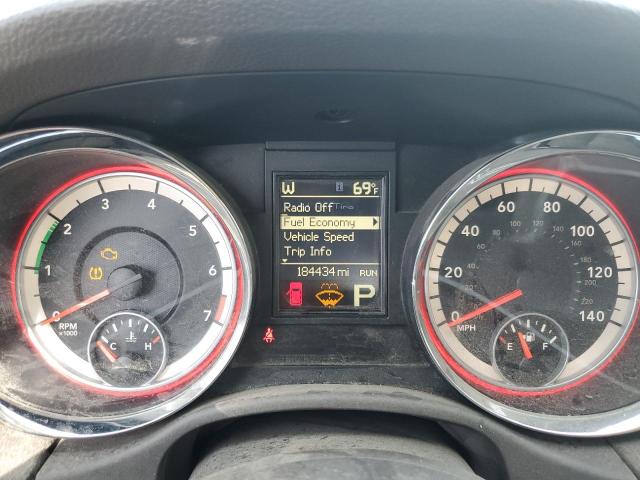 W 69°F
Radio Off
Fuel Economy
Vehicle Speed
Trip Info
184434 mi RUN
P
0 1 2 3 4 5 6 7
RPM
x1000
C H
0 20 40 60 80 100 120 140
MPH
E F